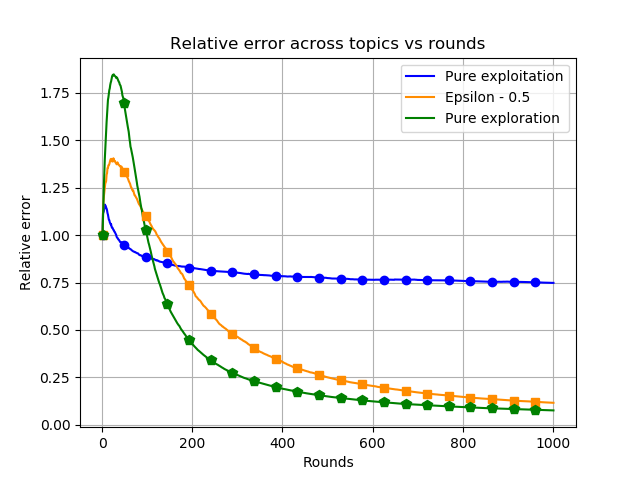 Relative error across topics vs rounds
Pure exploitation
Epsilon - 0.5
Pure exploration
Relative error
1.75
1.50
1.25
1.00
0.75
0.50
0.25
0.00
0
200
400
600
800
1000
Rounds